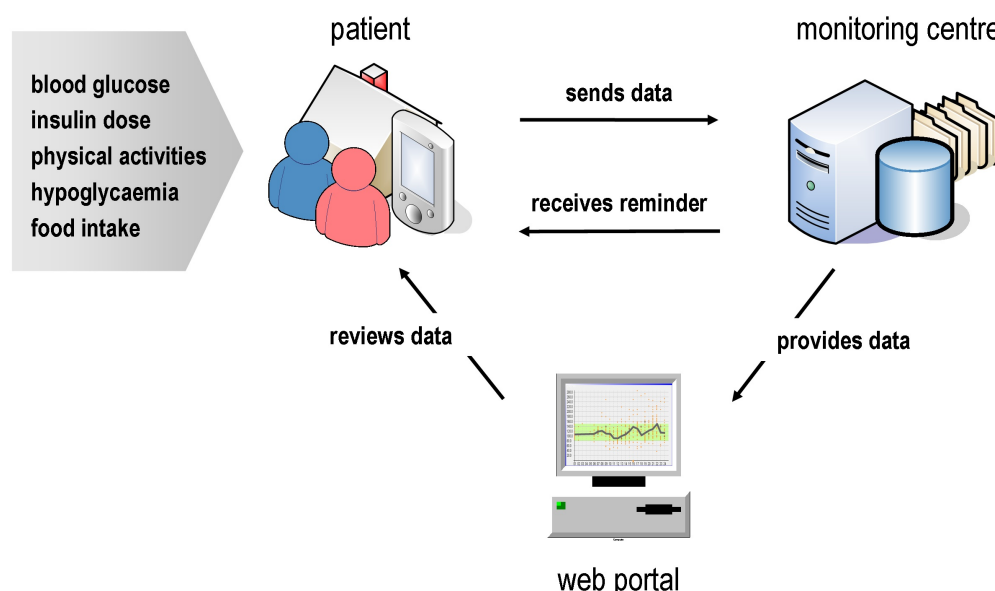 patient
monitoring centre
blood glucose
insulin dose
physical activities
hypoglycaemia
food intake
sends data
receives reminder
reviews data
provides data
web portal